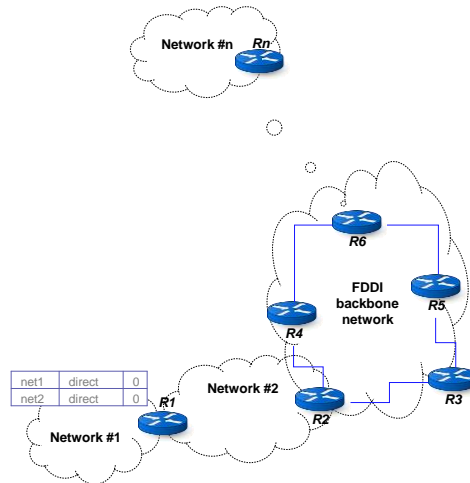 Network #n
Rn
R6
FDDI
backbone
network
R5
R4
net1 direct 0
net2 direct 0
Network #2
R3
R1
R2
Network #1